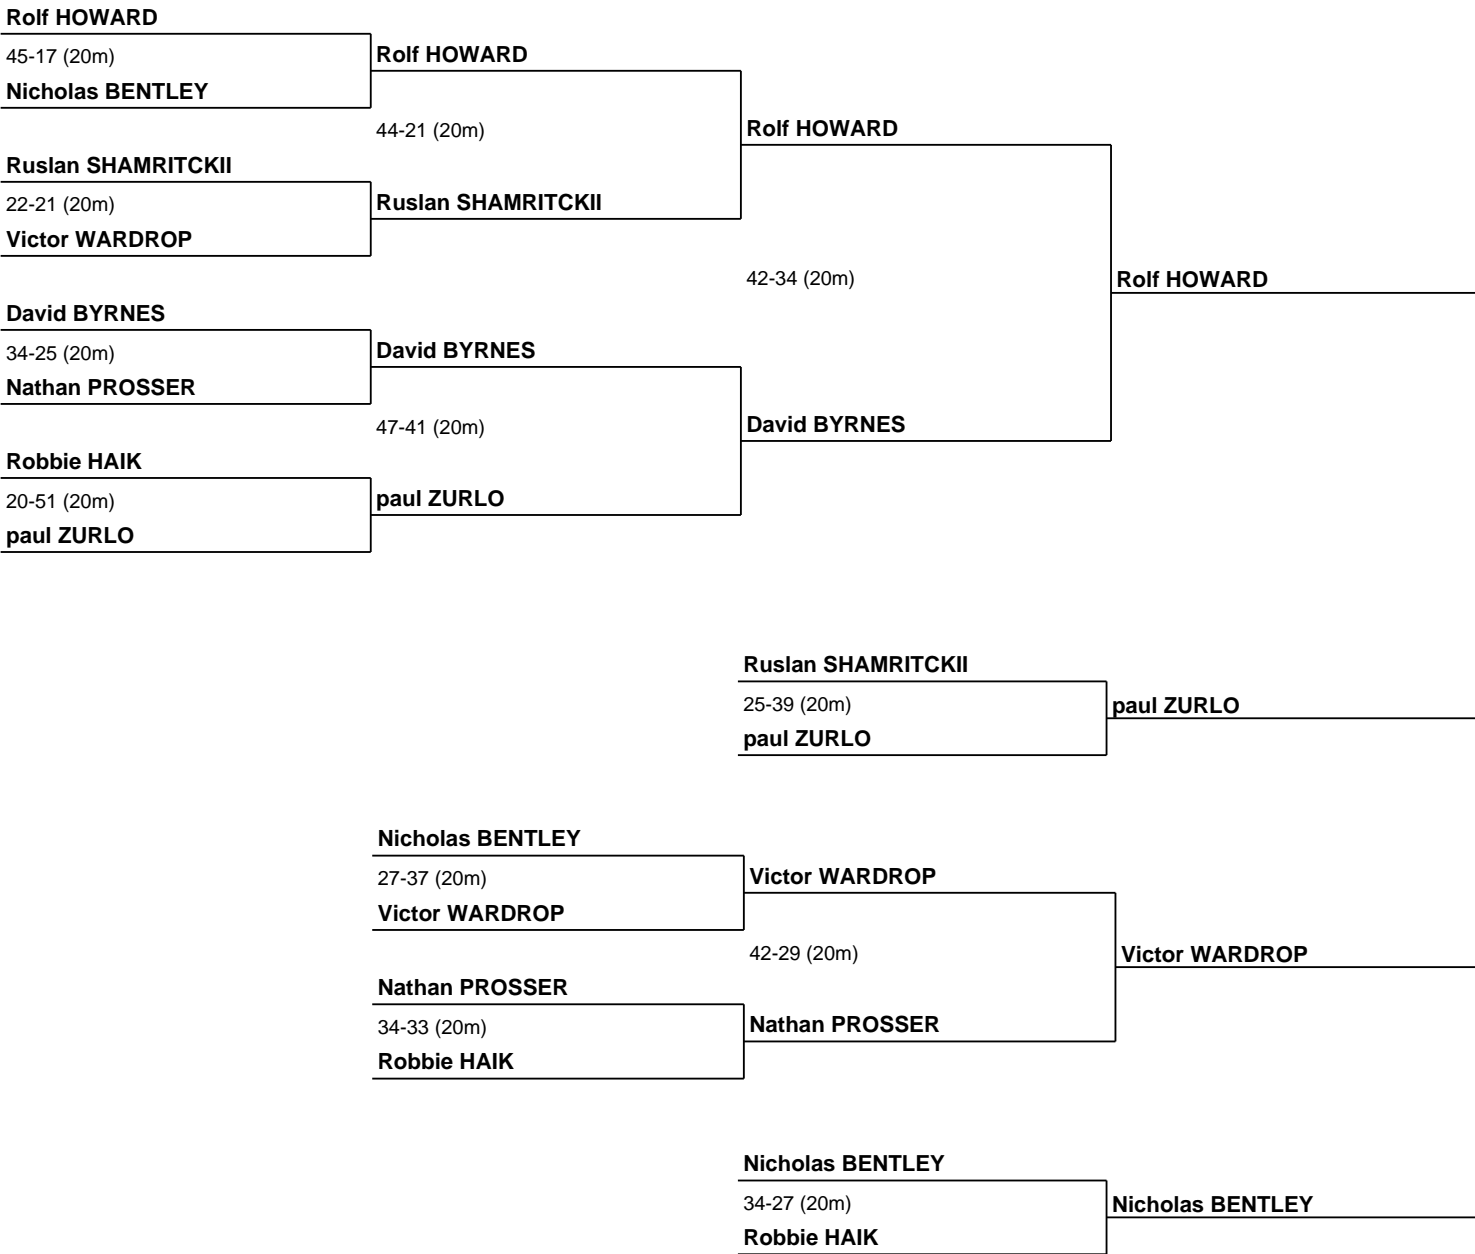 Rolf HOWARD
45-17 (20m)
Nicholas BENTLEY
Rolf HOWARD
44-21 (20m)
Ruslan SHAMRITCKII
22-21 (20m)
Victor WARDROP
Ruslan SHAMRITCKII
Rolf HOWARD
42-34 (20m)
Rolf HOWARD
David BYRNES
34-25 (20m)
Nathan PROSSER
David BYRNES
47-41 (20m)
Robbie HAIK
20-51 (20m)
paul ZURLO
paul ZURLO
David BYRNES
Ruslan SHAMRITCKII
25-39 (20m)
paul ZURLO
paul ZURLO
Nicholas BENTLEY
27-37 (20m)
Victor WARDROP
Victor WARDROP
42-29 (20m)
Victor WARDROP
Nathan PROSSER
34-33 (20m)
Robbie HAIK
Nathan PROSSER
Nicholas BENTLEY
34-27 (20m)
Robbie HAIK
Nicholas BENTLEY